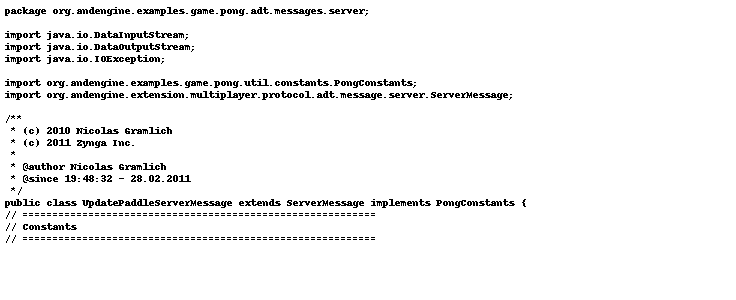 package org.andengine.examples.game.pong.adt.messages.server;

import java.io.DataInputStream;
import java.io.DataOutputStream;
import java.io.IOException;

import org.andengine.examples.game.pong.util.constants.PongConstants;
import org.andengine.extension.multiplayer.protocol.adt.message.server.ServerMessage;

/**
 * (c) 2010 Nicolas Gramlich
 * (c) 2011 Zynga Inc.
 *
 * @author Nicolas Gramlich
 * @since 19:48:32 - 28.02.2011
 */
public class UpdatePaddleServerMessage extends ServerMessage implements PongConstants {
// ===========================================================
// Constants
// ===========================================================